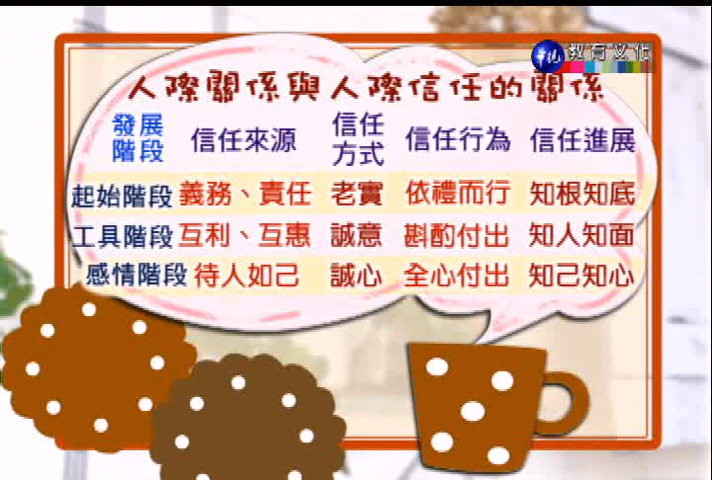 華視 教育文化
人際關係與人際信任的關係
發展階段 信任來源 信任方式 信任行為 信任進展
起始階段 義務、責任 老實 依禮而行 知根知底
工具階段 互利、互惠 誠意 斟酌付出 知人知面
感情階段 待人如己 誠心 全心付出 知己知心